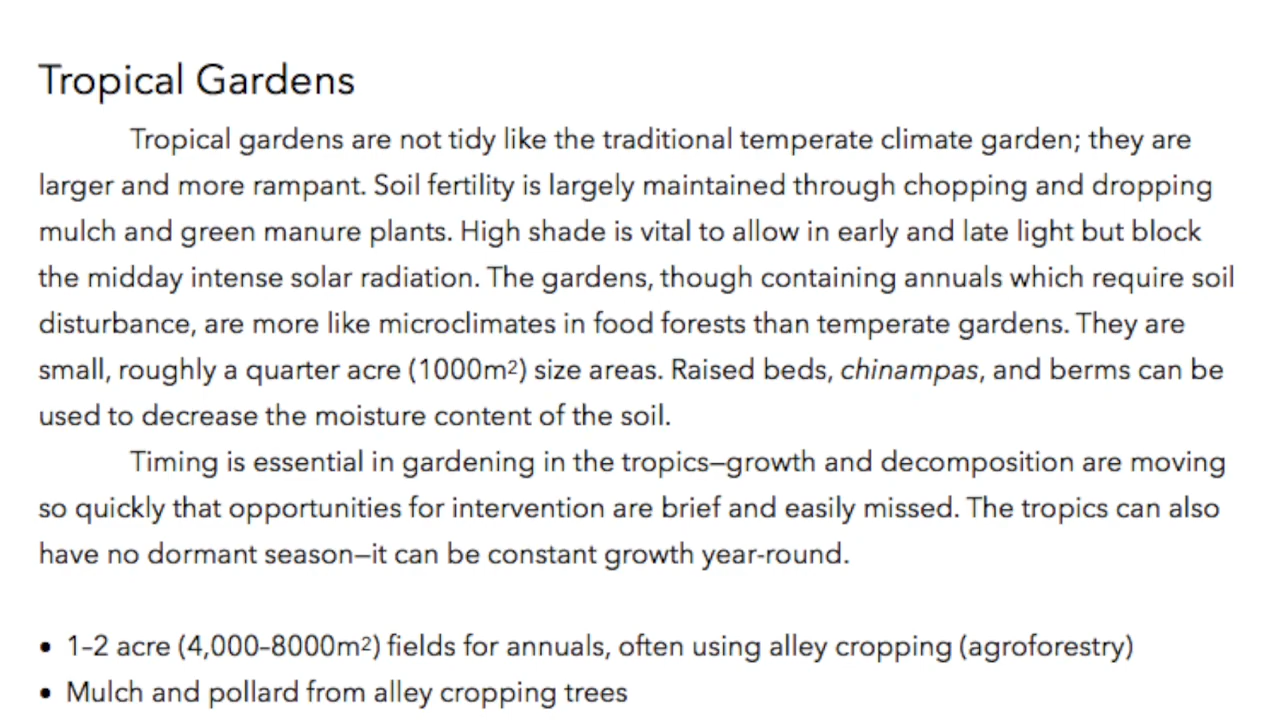 Tropical Gardens
Tropical gardens are not tidy like the traditional temperate climate garden; they are
larger and more rampant. Soil fertility is largely maintained through chopping and dropping
mulch and green manure plants. High shade is vital to allow in early and late light but block
the midday intense solar radiation. The gardens, though containing annuals which require soil
disturbance, are more like microclimates in food forests than temperate gardens. They are
small, roughly a quarter acre (1000m²) size areas. Raised beds, chinampas, and berms can be
used to decrease the moisture content of the soil.
Timing is essential in gardening in the tropics—growth and decomposition are moving
so quickly that opportunities for intervention are brief and easily missed. The tropics can also
have no dormant season—it can be constant growth year-round.
• 1–2 acre (4,000–8000m²) fields for annuals, often using alley cropping (agroforestry)
• Mulch and pollard from alley cropping trees